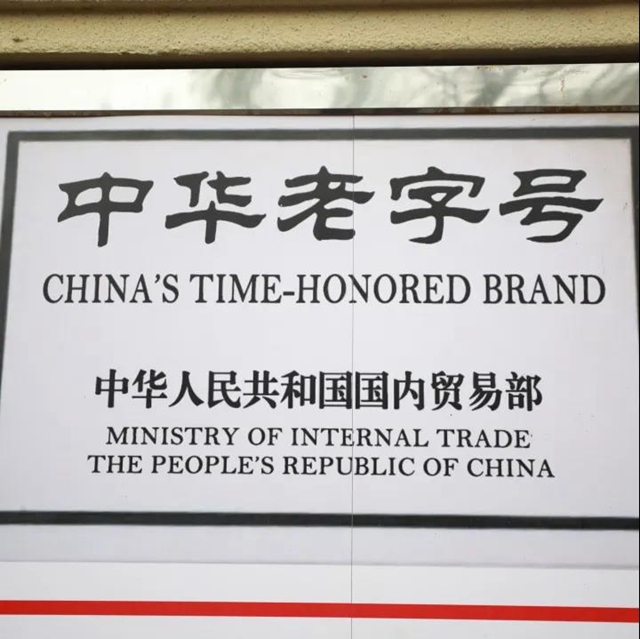 中华老字号
CHINA'S TIME-HONORED BRAND
中华人民共和国国内贸易部
MINISTRY OF INTERNAL TRADE
THE PEOPLE'S REPUBLIC OF CHINA